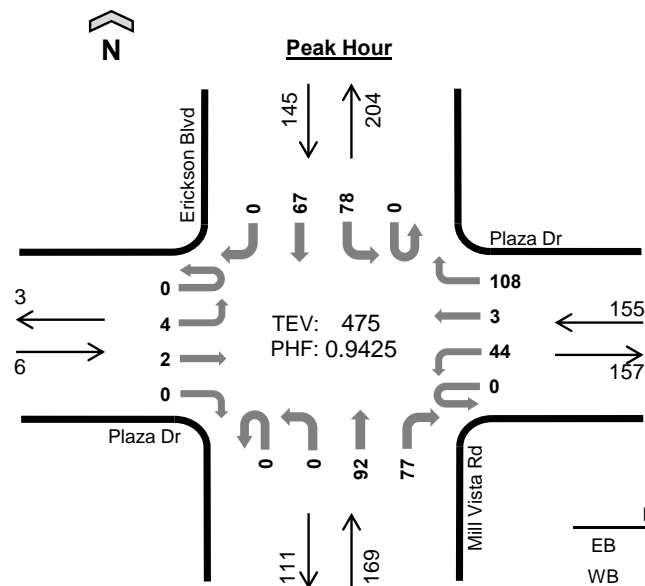 N
Peak Hour
145
204
Erickson Blvd
0
67
78
0
Plaza Dr
0
4
2
0
3
6
TEV: 475
PHF: 0.9425
108
3
44
0
155
157
Plaza Dr
0
0
92
77
Mill Vista Rd
111
169
EB
WB